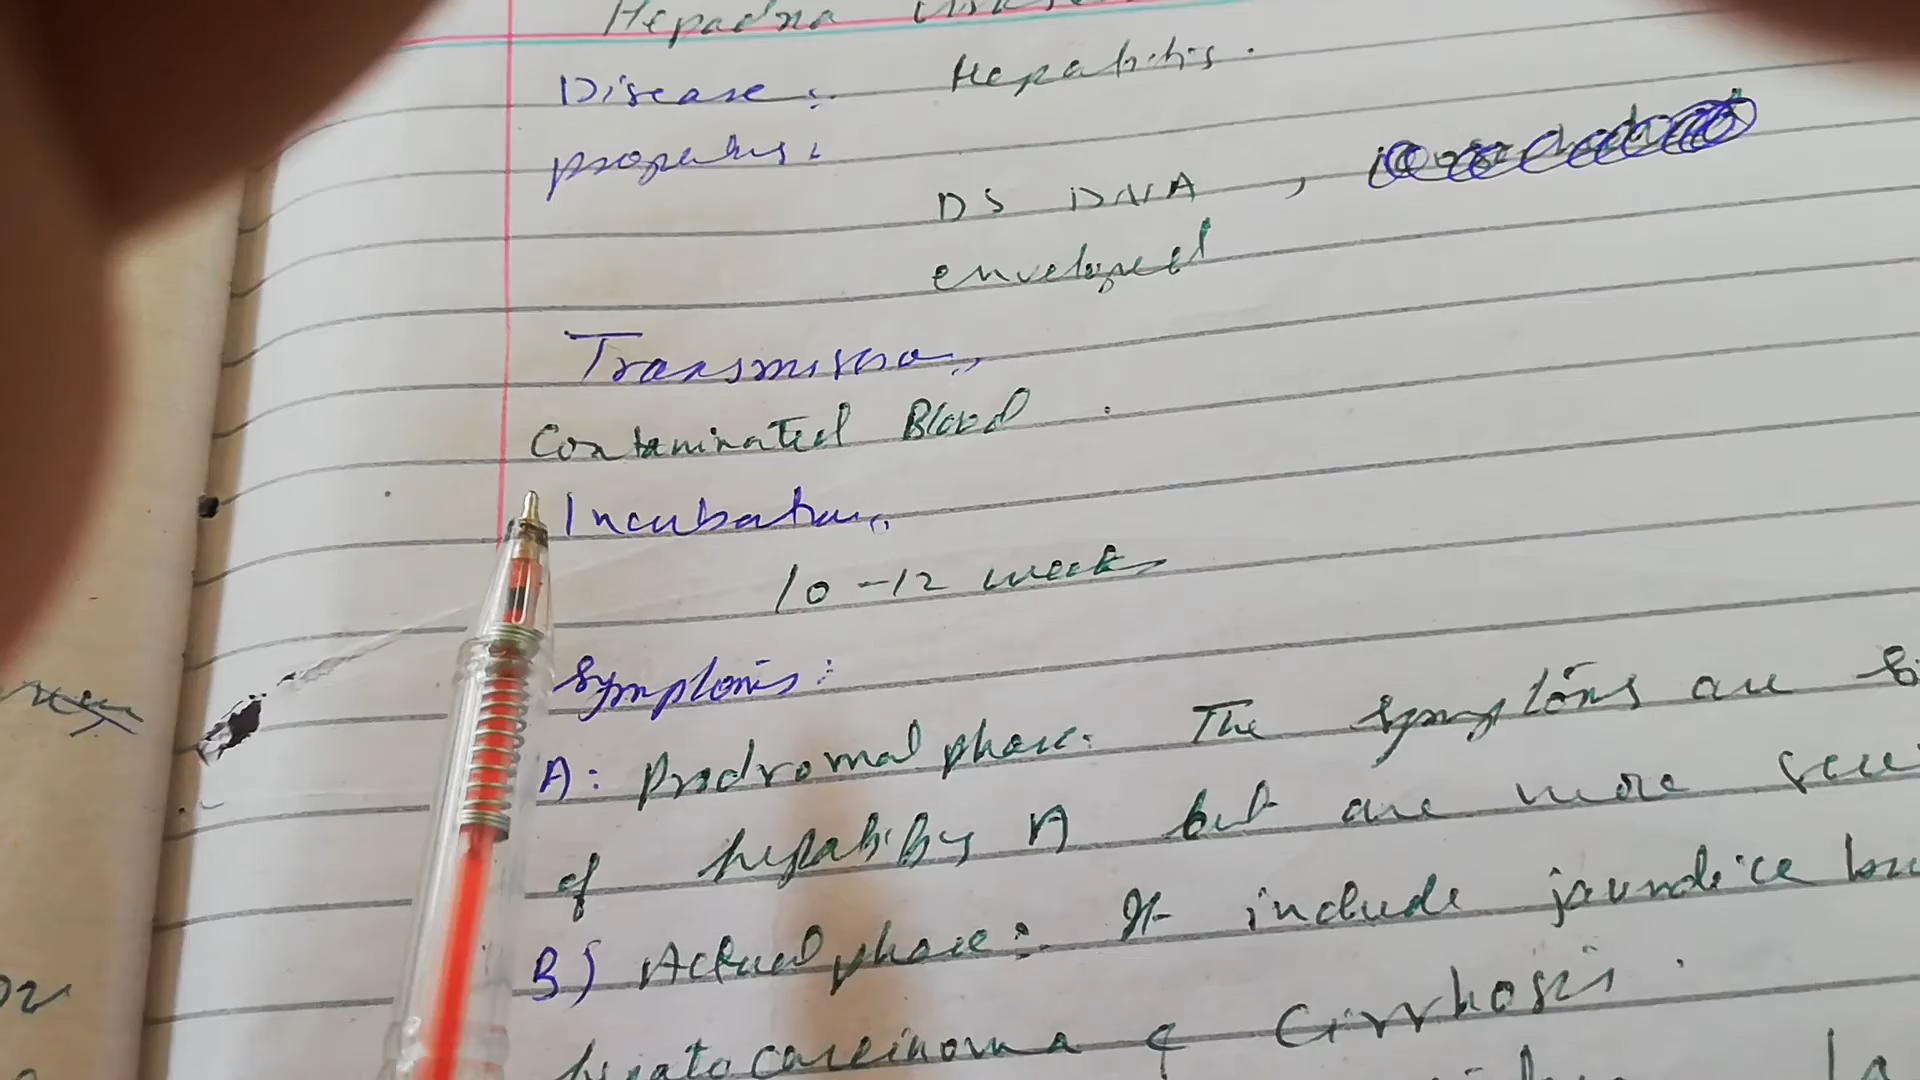 Hepadna
Disease:. Hepatitis.
properties:
DS DNA,
enveloped
Transmission:
Contaminated Blood.
Incubation:
10-12 weeks
Symptoms:
A: Prodromal phase. The symptoms are
of hepatitis A but are more
B) Actual phase: It include jaundice
hepatocarcinoma & Cirrhosis.